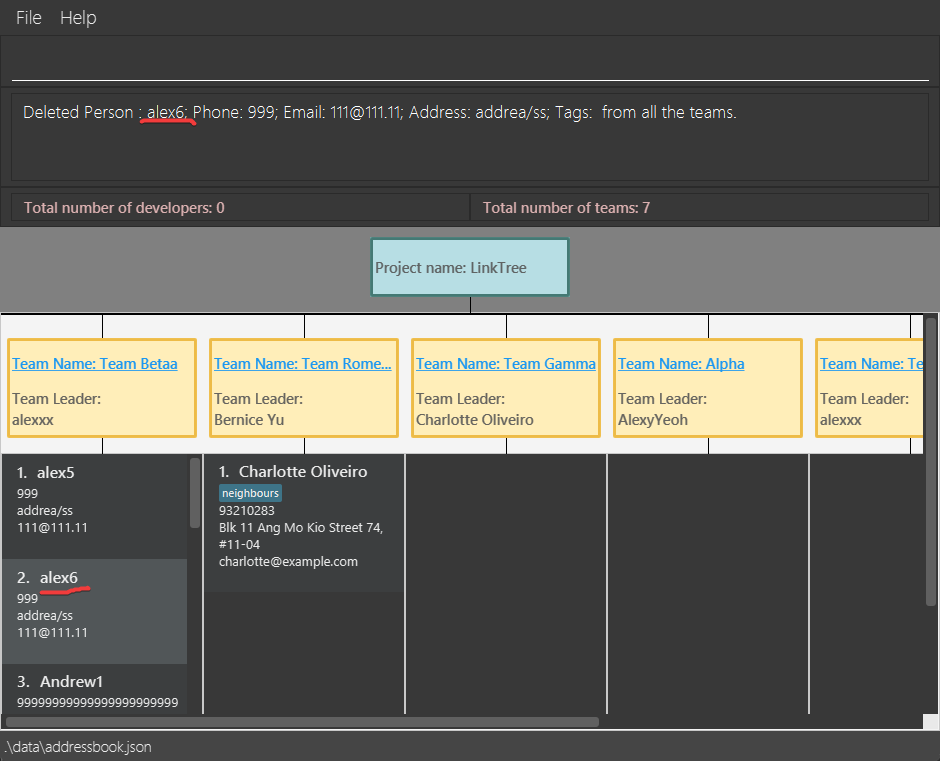 File Help
Deleted Person : alex6; Phone: 999; Email: 111@111.11; Address: addrea/ss; Tags:  from all the teams.
Total number of developers: 0
Total number of teams: 7
Project name: LinkTree
Team Name: Team Betaa
Team Leader:
alexxx
Team Name: Team Rome...
Team Leader:
Bernice Yu
Team Name: Team Gamma
Team Leader:
Charlotte Oliveiro
Team Name: Alpha
Team Leader:
AlexyYeoh
Team Name: Te
Team Leader:
alexxx
1. alex5
999
addrea/ss
111@111.11
2. alex6
999
addrea/ss
111@111.11
3. Andrew1
1. Charlotte Oliveiro
neighbours
93210283
Blk 11 Ang Mo Kio Street 74,
#11-04
charlotte@example.com
.\data\addressbook.json